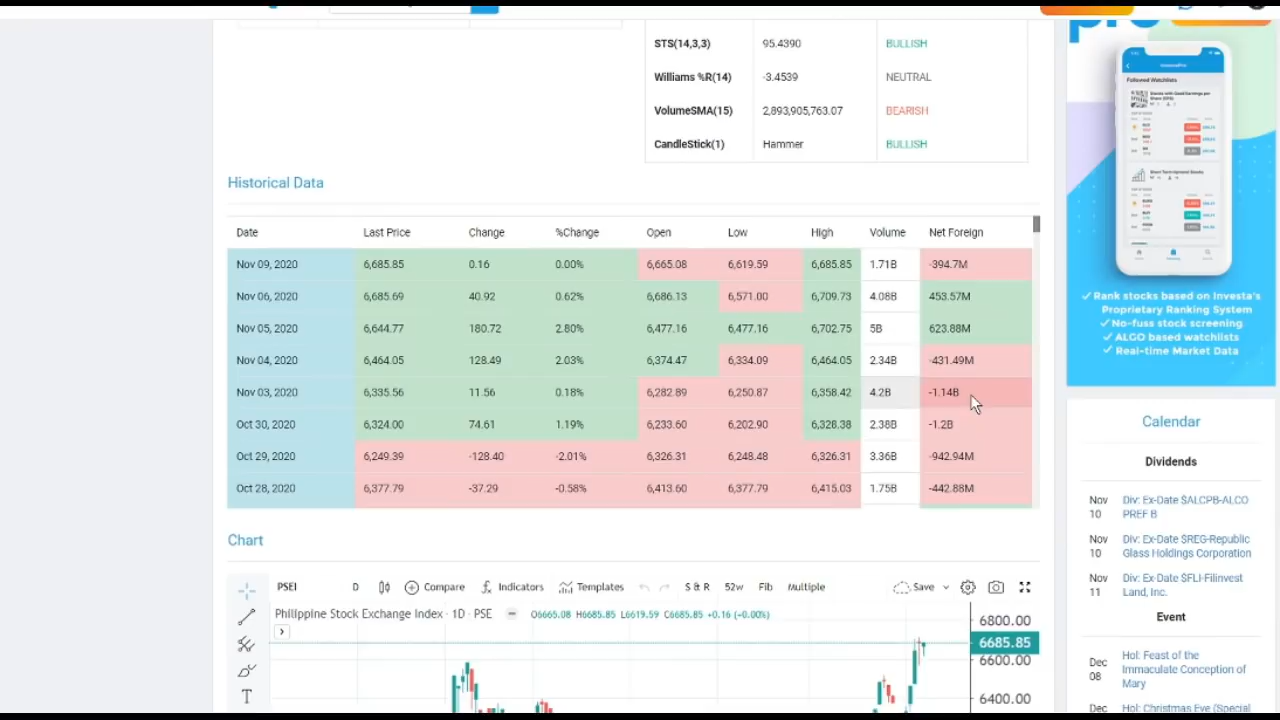 STS(14,3,3) 95.4390 BULLISH
Williams %R(14) -3.4539 NEUTRAL
VolumeSMA(15) 2,893,905,763.07 BEARISH
CandleStick(1) Hammer BULLISH
Historical Data
Date Last Price Change %Change Open Low High Volume Net Foreign
Nov 09, 2020 6,685.85 0.16 0.00% 6,665.08 6,619.59 6,685.85 1.71B -394.7M
Nov 06, 2020 6,685.69 40.92 0.62% 6,686.13 6,571.00 6,709.73 4.08B 453.57M
Nov 05, 2020 6,644.77 180.72 2.80% 6,477.16 6,477.16 6,702.75 5B 623.88M
Nov 04, 2020 6,464.05 128.49 2.03% 6,374.47 6,334.09 6,464.05 2.34B -431.49M
Nov 03, 2020 6,335.56 11.56 0.18% 6,282.89 6,250.87 6,358.42 4.2B -1.14B
Oct 30, 2020 6,324.00 74.61 1.19% 6,233.60 6,202.90 6,328.38 2.38B -1.2B
Oct 29, 2020 6,249.39 -128.40 -2.01% 6,326.31 6,248.48 6,326.31 3.36B -942.94M
Oct 28, 2020 6,377.79 -37.29 -0.58% 6,413.60 6,377.79 6,415.03 1.75B -442.88M
Chart
PSEI D Compare Indicators Templates S & R 52w Fib Multiple Save
Philippine Stock Exchange Index · 1D · PSE O6665.08 H6685.85 L6619.59 C6685.85 +0.16 (+0.00%)
6800.00
6685.85
6600.00
6400.00
T
pro
Followed Watchlists
✓ Rank stocks based on Investa's
Proprietary Ranking System
✓ No-fuss stock screening
✓ ALGO based watchlists
✓ Real-time Market Data
Calendar
Dividends
Nov 10 Div: Ex-Date $ALCPB-ALCO
PREF B
Nov 10 Div: Ex-Date $REG-Republic
Glass Holdings Corporation
Nov 11 Div: Ex-Date $FLI-Filinvest
Land, Inc.
Event
Dec 08 Hol: Feast of the
Immaculate Conception of
Mary
Dec Hol: Christmas Eve (Special